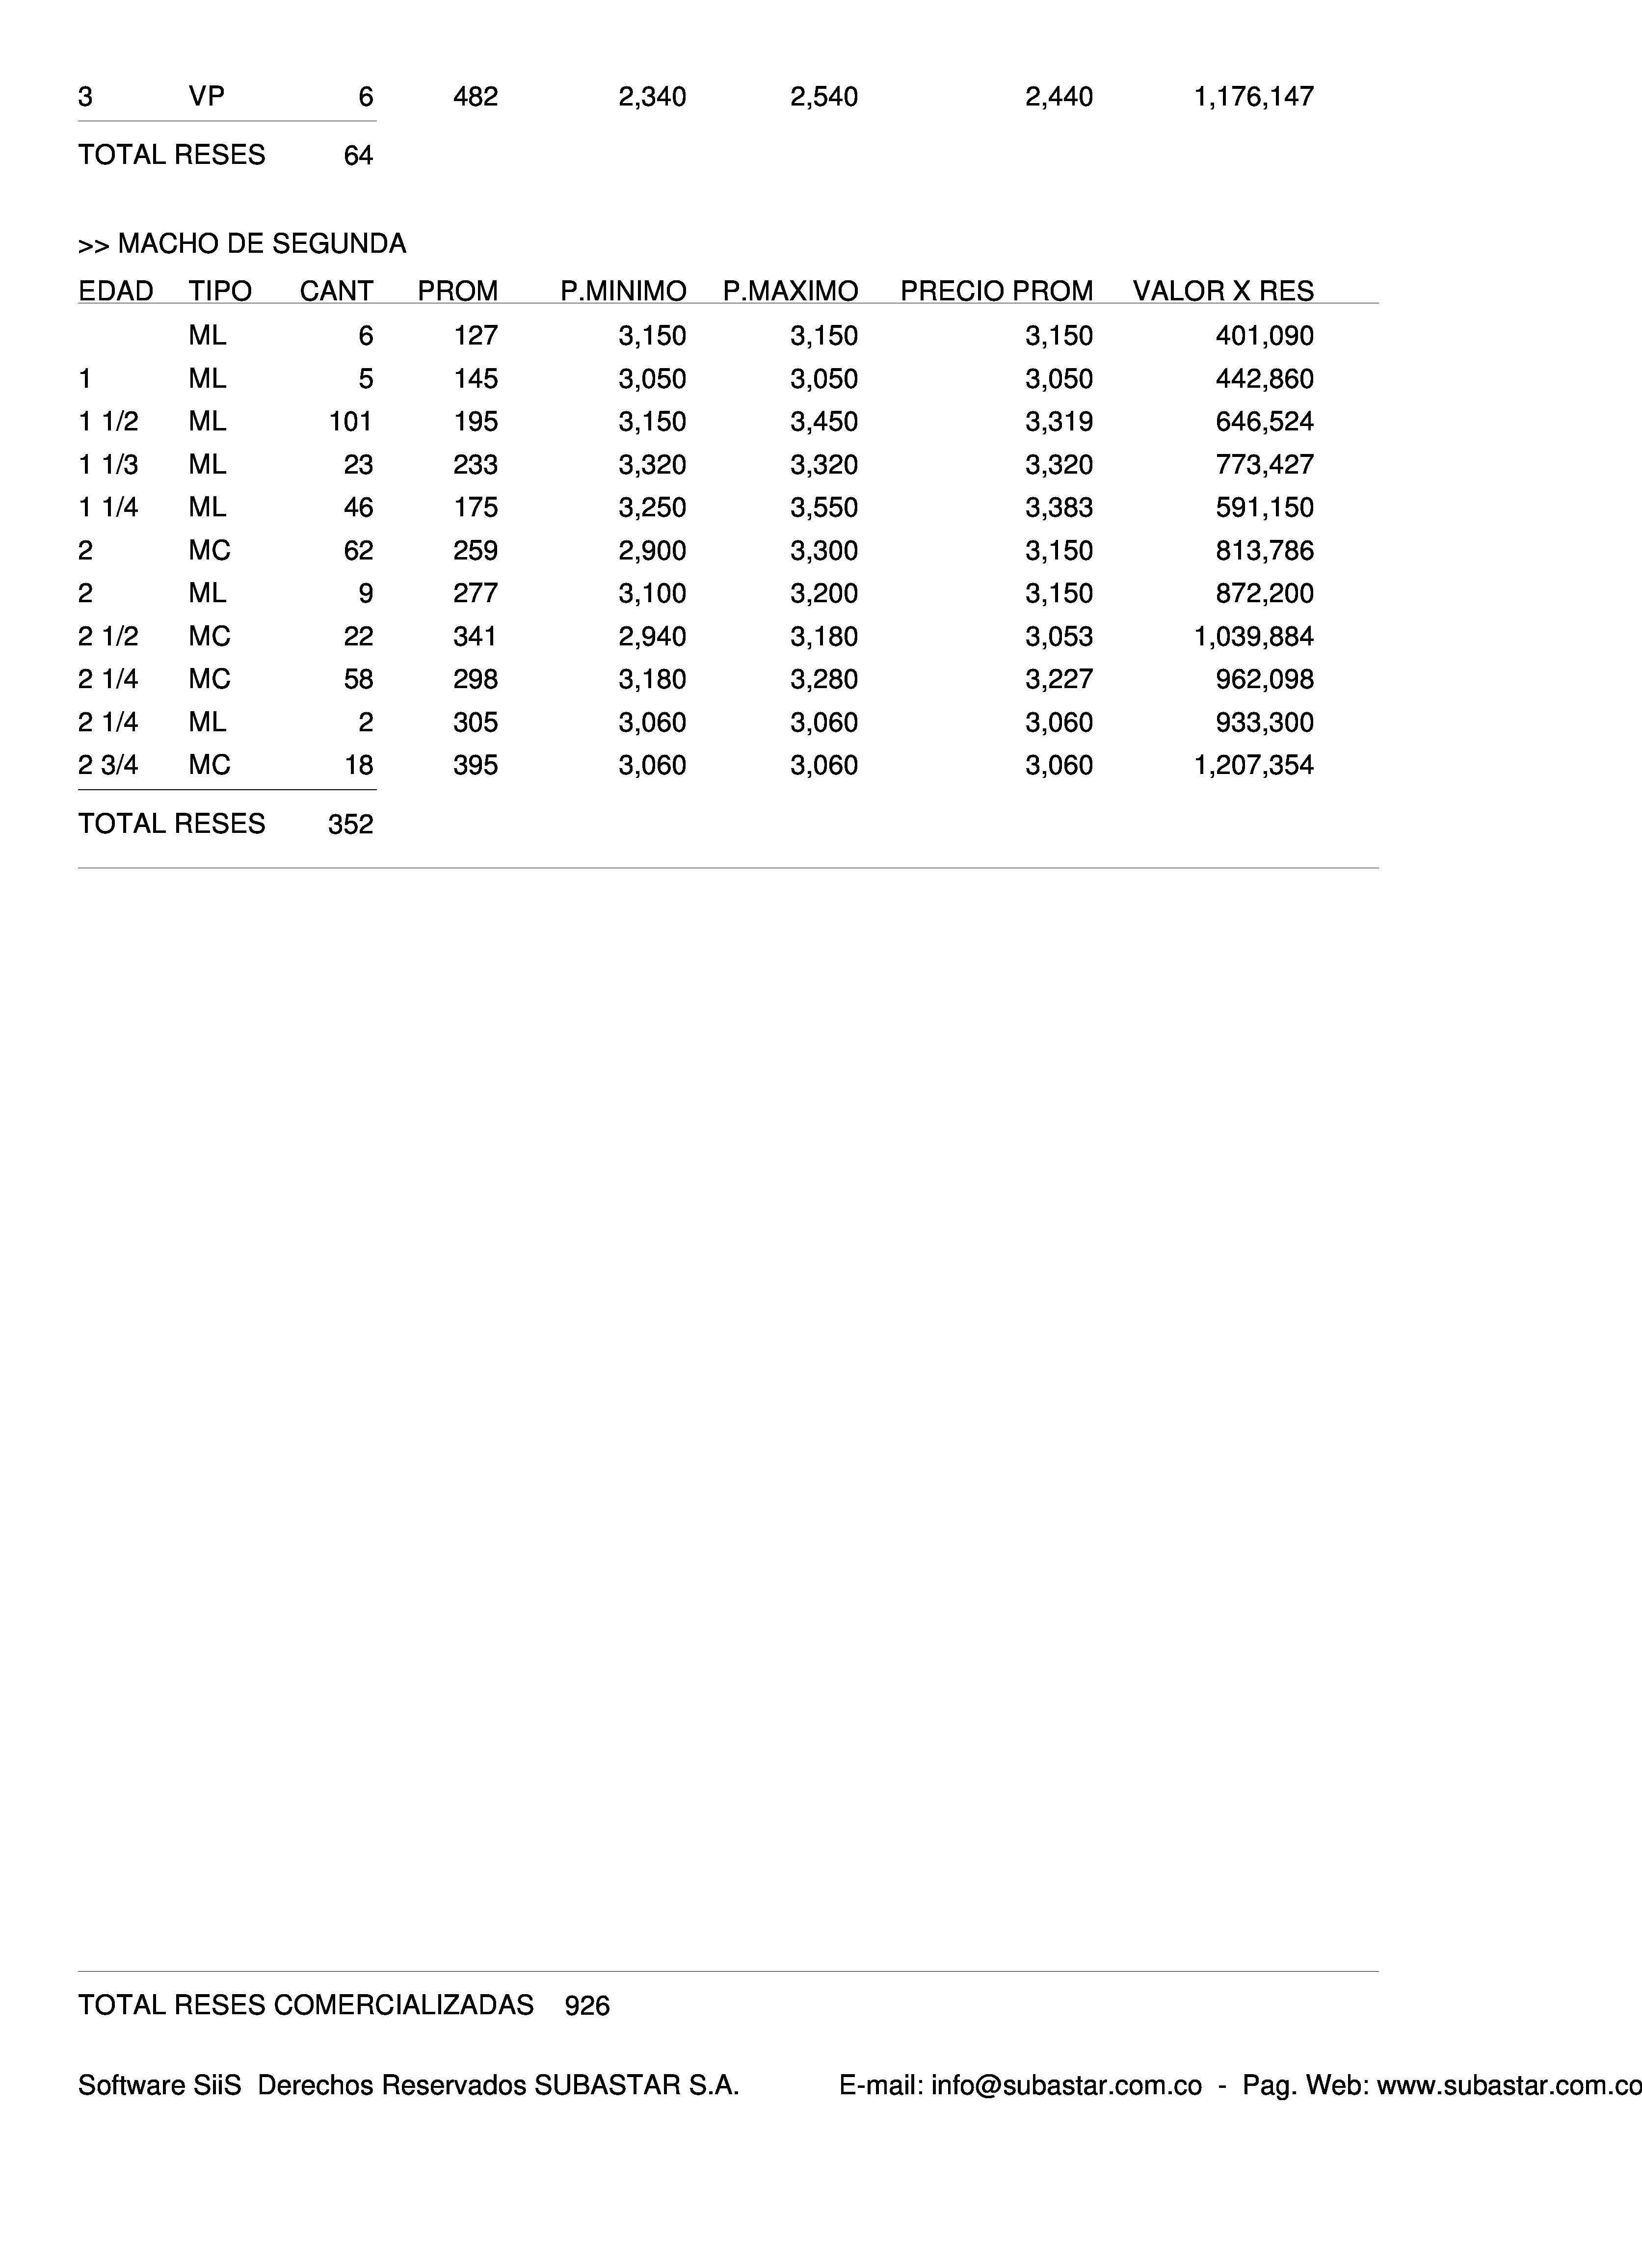 3 VP 6 482 2,340 2,540 2,440 1,176,147
TOTAL RESES 64
>> MACHO DE SEGUNDA
EDAD TIPO CANT PROM P.MINIMO P.MAXIMO PRECIO PROM VALOR X RES
ML 6 127 3,150 3,150 3,150 401,090
1 ML 5 145 3,050 3,050 3,050 442,860
1 1/2 ML 101 195 3,150 3,450 3,319 646,524
1 1/3 ML 23 233 3,320 3,320 3,320 773,427
1 1/4 ML 46 175 3,250 3,550 3,383 591,150
2 MC 62 259 2,900 3,300 3,150 813,786
2 ML 9 277 3,100 3,200 3,150 872,200
2 1/2 MC 22 341 2,940 3,180 3,053 1,039,884
2 1/4 MC 58 298 3,180 3,280 3,227 962,098
2 1/4 ML 2 305 3,060 3,060 3,060 933,300
2 3/4 MC 18 395 3,060 3,060 3,060 1,207,354
TOTAL RESES 352
TOTAL RESES COMERCIALIZADAS 926
Software SiiS Derechos Reservados SUBASTAR S.A. E-mail: info@subastar.com.co - Pag. Web: www.subastar.com.co